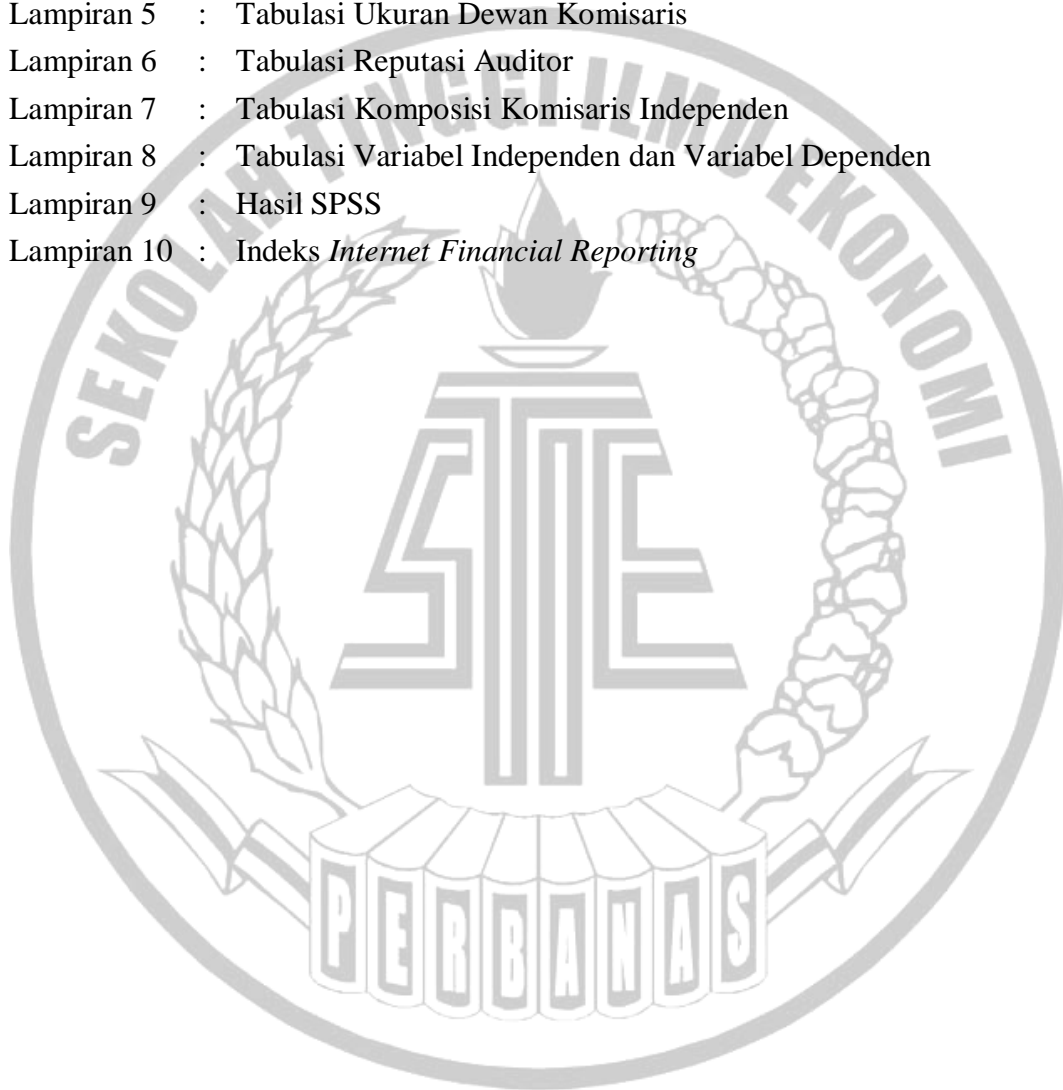 Lampiran 5 : Tabulasi Ukuran Dewan Komisaris
Lampiran 6 : Tabulasi Reputasi Auditor
Lampiran 7 : Tabulasi Komposisi Komisaris Independen
Lampiran 8 : Tabulasi Variabel Independen dan Variabel Dependen
Lampiran 9 : Hasil SPSS
Lampiran 10 : Indeks Internet Financial Reporting
SEKOLAH TINGGI ILMU EKONOMI
STIE
PERBANAS